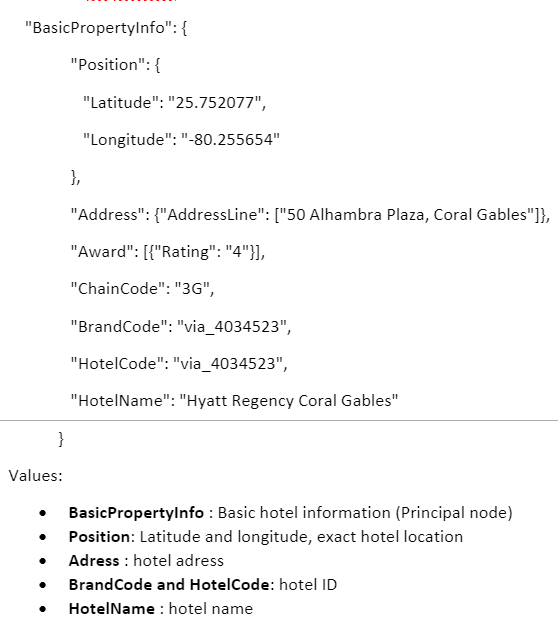 "BasicPropertyInfo": {
"Position": {
"Latitude": "25.752077",
"Longitude": "-80.255654"
},
"Address": {"AddressLine": ["50 Alhambra Plaza, Coral Gables"]},
"Award": [{"Rating": "4"}],
"ChainCode": "3G",
"BrandCode": "via_4034523",
"HotelCode": "via_4034523",
"HotelName": "Hyatt Regency Coral Gables"
}
Values:
• BasicPropertyInfo : Basic hotel information (Principal node)
• Position: Latitude and longitude, exact hotel location
• Adress : hotel adress
• BrandCode and HotelCode: hotel ID
• HotelName : hotel name